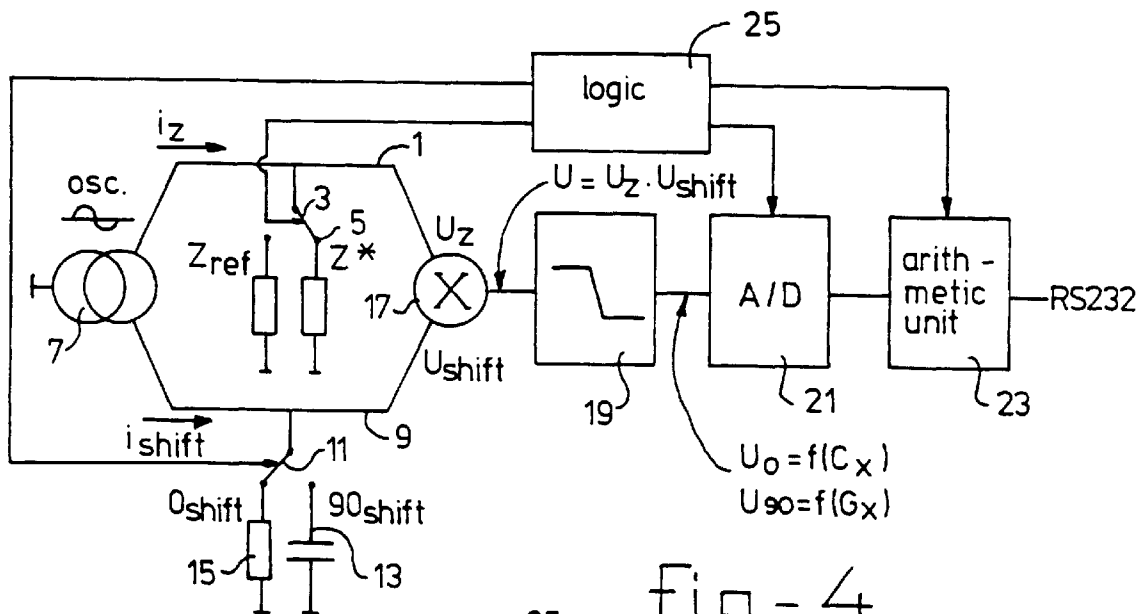 25
logic
i_z
1
osc.
3
5
U_z
U = U_z . U_shift
Z_ref
Z*
17
X
A/D
arith-
metic
unit
RS232
7
U_shift
19
21
23
i_shift
9
11
U_0 = f(C_x)
U_90 = f(G_x)
0_shift
90_shift
15
13
fig - 4